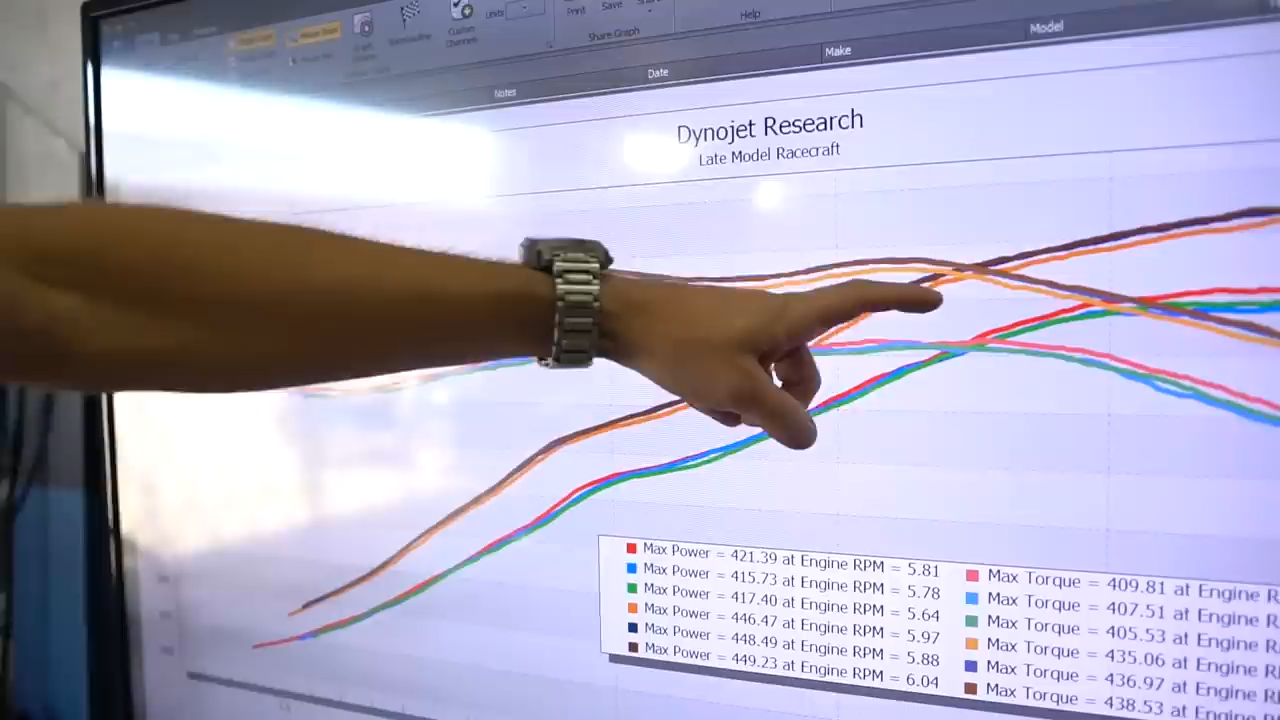 Units
Print Save
Custom
Channels
Share Graph
Help
Notes Date Make Model
Dynojet Research
Late Model Racecraft
Max Power = 421.39 at Engine RPM = 5.81
Max Power = 415.73 at Engine RPM = 5.78
Max Power = 417.40 at Engine RPM = 5.64
Max Power = 446.47 at Engine RPM = 5.97
Max Power = 448.49 at Engine RPM = 5.88
Max Power = 449.23 at Engine RPM = 6.04
Max Torque = 409.81 at Engine R
Max Torque = 407.51 at Engine R
Max Torque = 405.53 at Engine R
Max Torque = 435.06 at Engine R
Max Torque = 436.97 at Engine R
Max Torque = 438.53 at Engine R